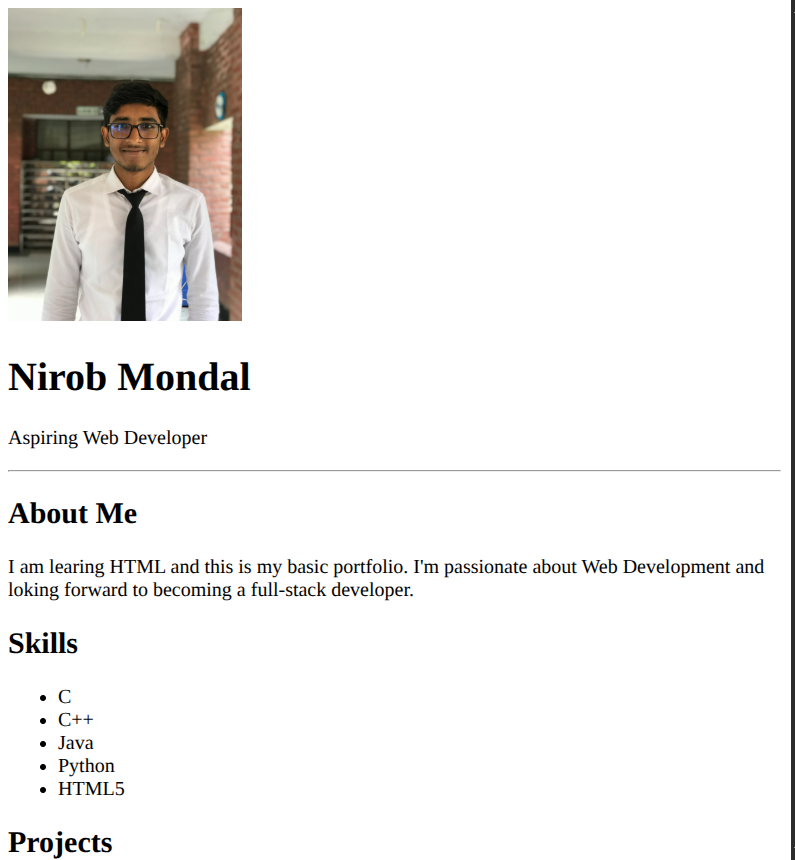 Nirob Mondal
Aspiring Web Developer
About Me
I am learing HTML and this is my basic portfolio. I'm passionate about Web Development and
loking forward to becoming a full-stack developer.
Skills
C
C++
Java
Python
HTML5
Projects